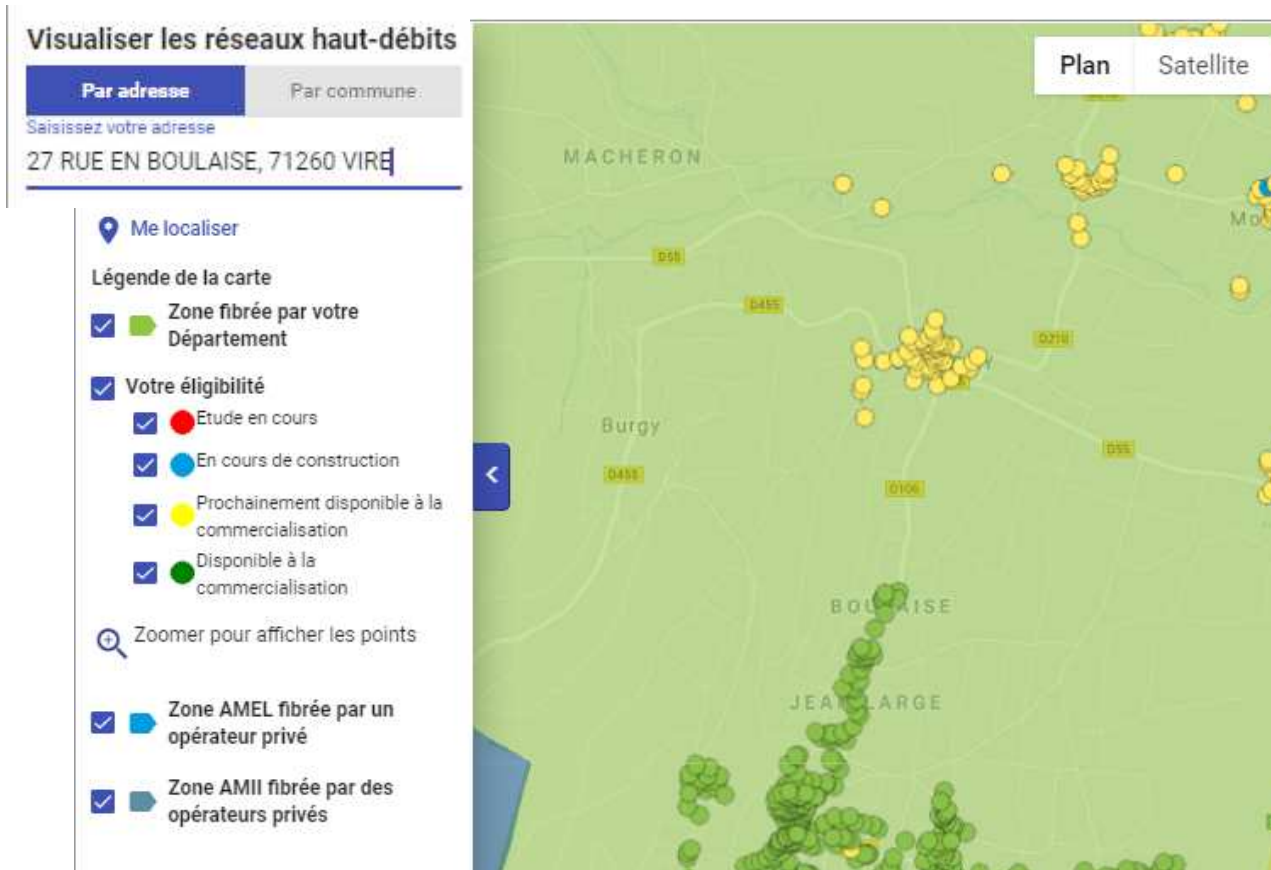 Visualiser les réseaux haut-débits
Par adresse
Par commune
Saisissez votre adresse
27 RUE EN BOULAISE, 71260 VIRE
Me localiser
Légende de la carte
Zone fibrée par votre
Département
Votre éligibilité
Etude en cours
En cours de construction
Prochainement disponible à la
commercialisation
Disponible à la
commercialisation
Zoomer pour afficher les points
Zone AMEL fibrée par un
opérateur privé
Zone AMII fibrée par des
opérateurs privés
Plan
Satellite
MACHERON
D55
D455
D210
Burgy
D455
D55
D106